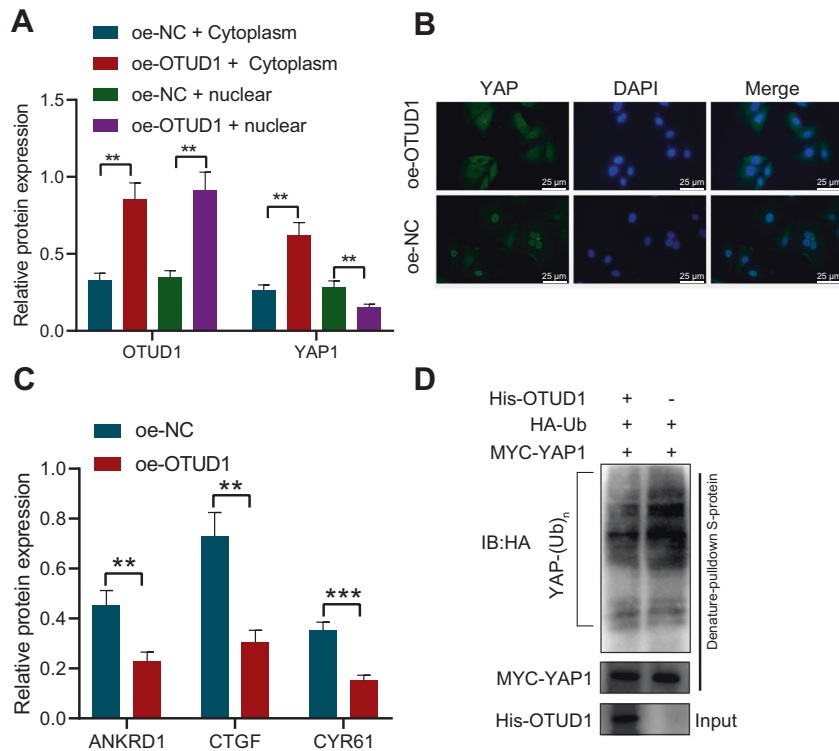 A
oe-NC + Cytoplasm
oe-OTUD1 + Cytoplasm
oe-NC + nuclear
oe-OTUD1 + nuclear
Relative protein expression
1.5
1.0
0.5
0.0
** ** ** **
OTUD1 YAP1
B
YAP DAPI Merge
oe-OTUD1
25 µm 25 µm 25 µm
oe-NC
25 µm 25 µm 25 µm
C
oe-NC
oe-OTUD1
Relative protein expression
1.0
0.8
0.6
0.4
0.2
0.0
** ** ***
ANKRD1 CTGF CYR61
D
His-OTUD1 + -
HA-Ub + +
MYC-YAP1 + +
IB:HA
YAP-(Ub)n
Denature-pulldown S-protein
MYC-YAP1
His-OTUD1 Input